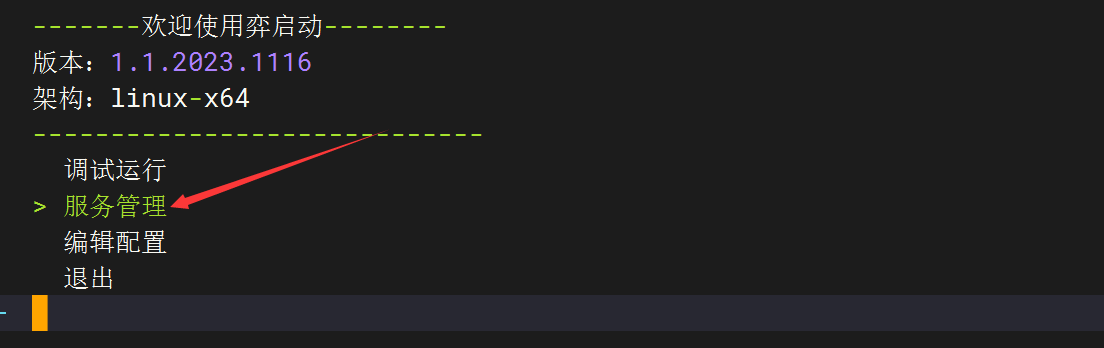 -------欢迎使用弈启动--------
版本：1.1.2023.1116
架构：linux-x64
-----------------------------
调试运行
> 服务管理
编辑配置
退出